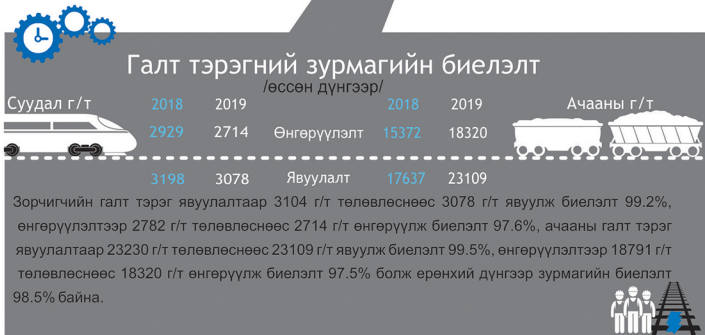 Галт тэрэгний зурмагийн биелэлт
/өссөн дүнгээр/
Суудал г/т 2018 2019 2018 2019 Ачааны г/т
2929 2714 Өнгөрүүлэлт 15372 18320
3198 3078 Явуулалт 17637 23109
Зорчигчийн галт тэрэг явуулалтаар 3104 г/т төлөвлөснөөс 3078 г/т явуулж биелэлт 99.2%,
өнгөрүүлэлтээр 2782 г/т төлөвлөснөөс 2714 г/т өнгөрүүлж биелэлт 97.6%, ачааны галт тэрэг
явуулалтаар 23230 г/т төлөвлөснөөс 23109 г/т явуулж биелэлт 99.5%, өнгөрүүлэлтээр 18791 г/т
төлөвлөснөөс 18320 г/т өнгөрүүлж биелэлт 97.5% болж ерөнхий дүнгээр зурмагийн биелэлт
98.5% байна.